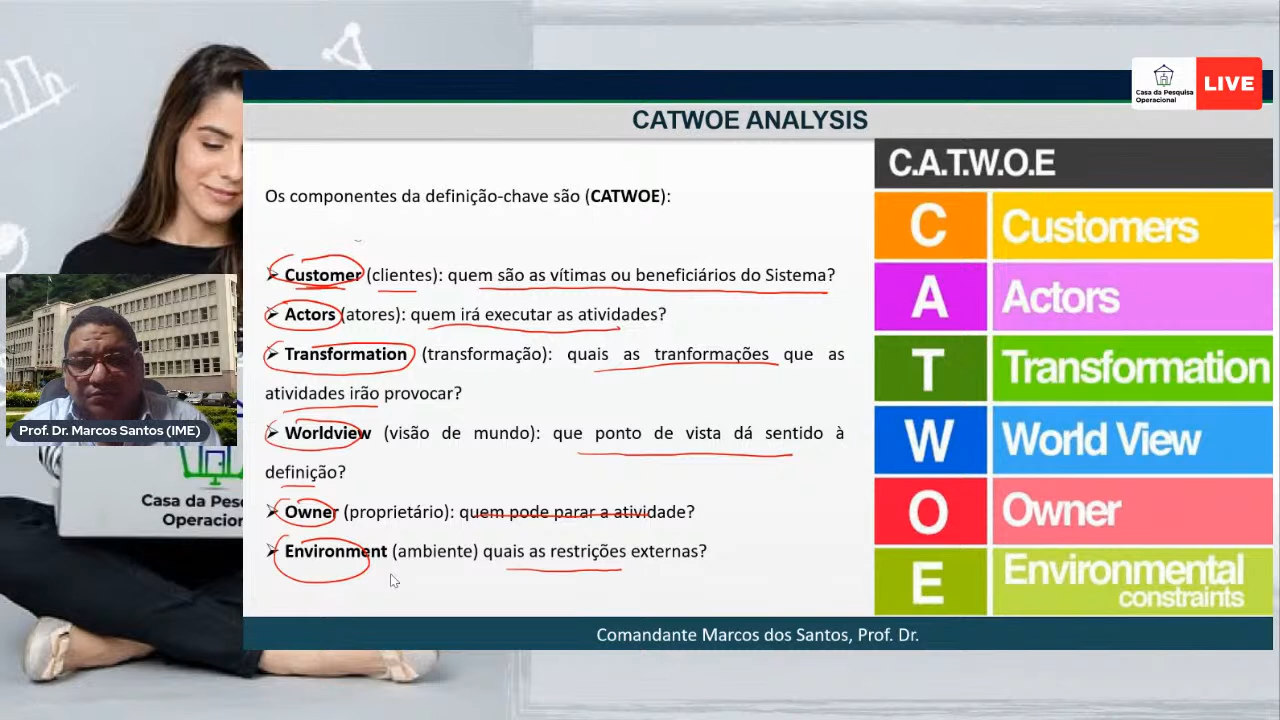 CATWOE ANALYSIS
Casa da Pesquisa
Operacional
LIVE
Os componentes da definição-chave são (CATWOE):
➢ Customer (clientes): quem são as vítimas ou beneficiários do Sistema?
➢ Actors (atores): quem irá executar as atividades?
➢ Transformation (transformação): quais as tranformações que as
atividades irão provocar?
➢ Worldview (visão de mundo): que ponto de vista dá sentido à
definição?
➢ Owner (proprietário): quem pode parar a atividade?
➢ Environment (ambiente) quais as restrições externas?
C.A.T.W.O.E
C Customers
A Actors
T Transformation
W World View
O Owner
E Environmental
constraints
Prof. Dr. Marcos Santos (IME)
Casa da Pes
Operacion
Comandante Marcos dos Santos, Prof. Dr.